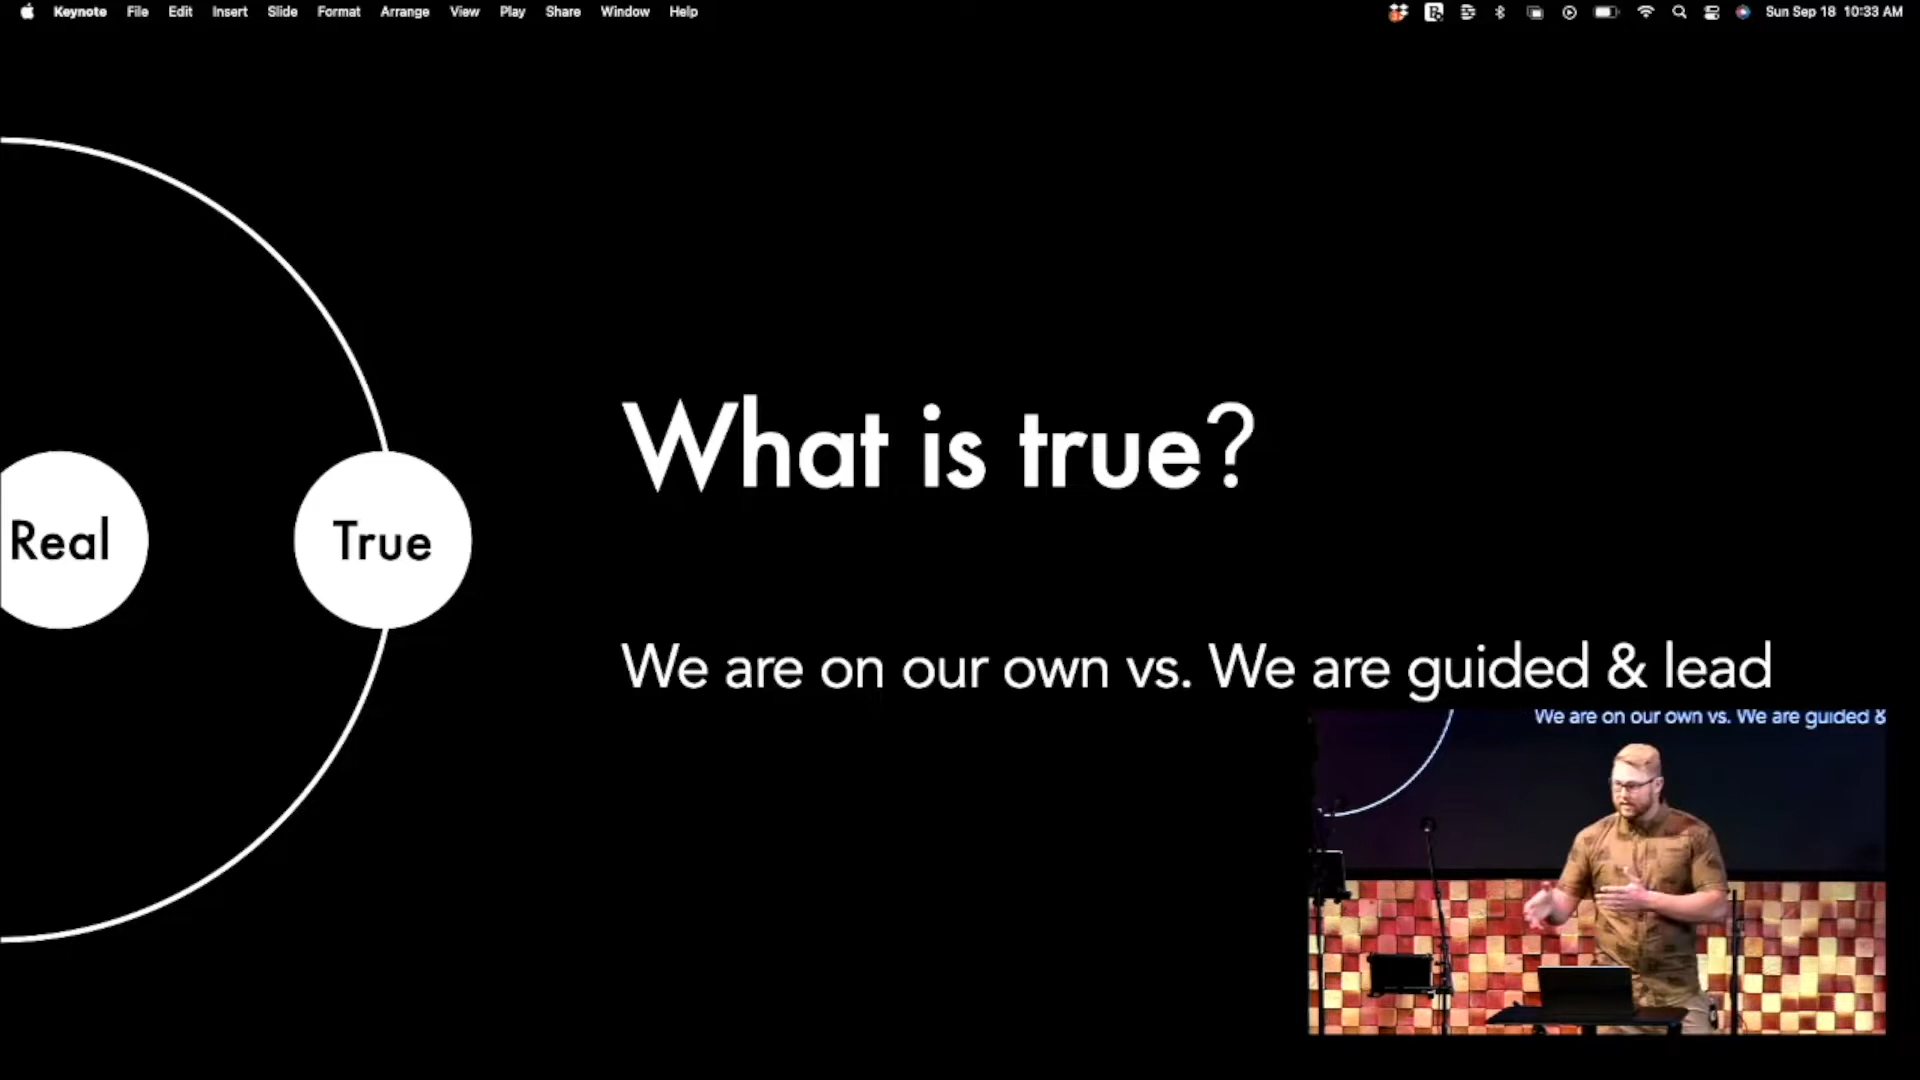 Keynote File Edit Insert Slide Format Arrange View Play Share Window Help Sun Sep 18 10:33 AM
What is true?
Real
True
We are on our own vs. We are guided & lead
We are on our own vs. We are guided